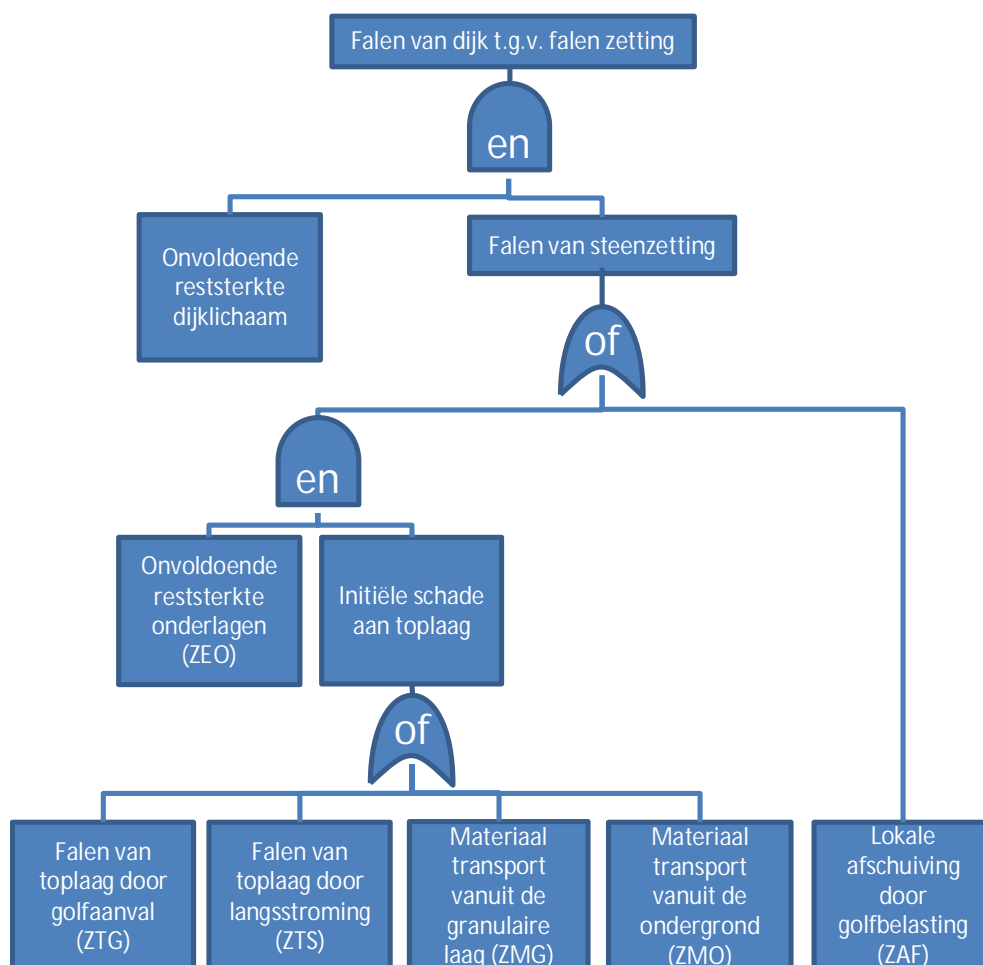 Falen van dijk t.g.v. falen zetting
en
Onvoldoende
reststerkte
dijklichaam
Falen van steenzetting
of
en
Onvoldoende
reststerkte
onderlagen
(ZEO)
Initiële schade
aan toplaag
of
Falen van
toplaag door
golfaanval
(ZTG)
Falen van
toplaag door
langsstroming
(ZTS)
Materiaal
transport
vanuit de
granulaire
laag (ZMG)
Materiaal
transport
vanuit de
ondergrond
(ZMO)
Lokale
afschuiving
door
golfbelasting
(ZAF)